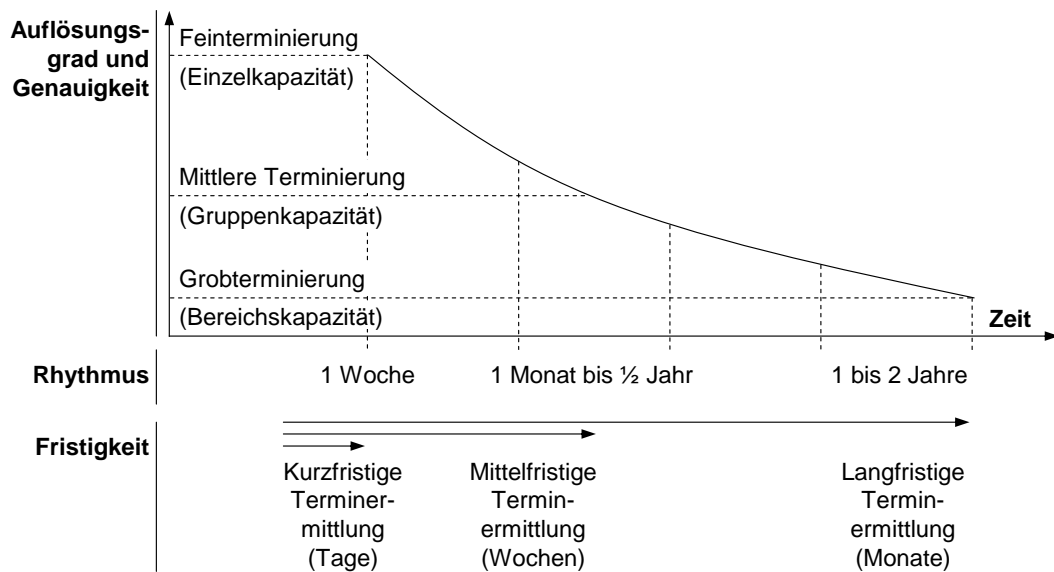 Auflösungs-
grad und
Genauigkeit
Feinterminierung
(Einzelkapazität)
Mittlere Terminierung
(Gruppenkapazität)
Grobterminierung
(Bereichskapazität)
Zeit
Rhythmus
1 Woche
1 Monat bis ½ Jahr
1 bis 2 Jahre
Fristigkeit
Kurzfristige
Terminer-
mittlung
(Tage)
Mittelfristige
Termin-
ermittlung
(Wochen)
Langfristige
Termin-
ermittlung
(Monate)